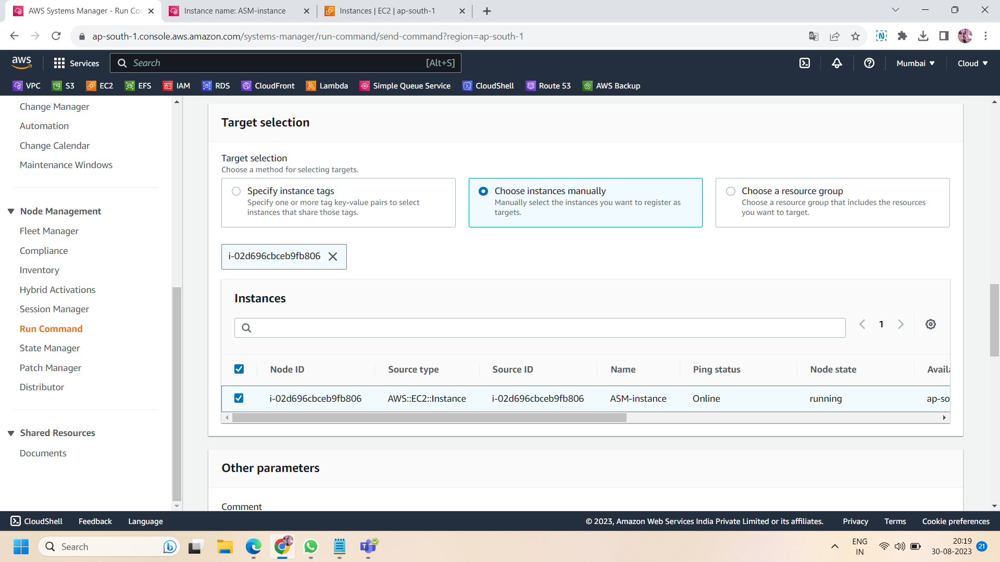 AWS Systems Manager - Run Cor
Instance name: ASM-instance
Instances | EC2 | ap-south-1
ap-south-1.console.aws.amazon.com/systems-manager/run-command/send-command?region=ap-south-1
aws
Services
Search
[Alt+S]
Mumbai
Cloud
VPC
S3
EC2
EFS
IAM
RDS
CloudFront
Lambda
Simple Queue Service
CloudShell
Route 53
AWS Backup
Change Manager
Automation
Change Calendar
Maintenance Windows
Node Management
Fleet Manager
Compliance
Inventory
Hybrid Activations
Session Manager
Run Command
State Manager
Patch Manager
Distributor
Shared Resources
Documents
Target selection
Target selection
Choose a method for selecting targets.
Specify instance tags
Specify one or more tag key-value pairs to select
instances that share those tags.
Choose instances manually
Manually select the instances you want to register as
targets.
Choose a resource group
Choose a resource group that includes the resources
you want to target.
i-02d696cbceb9fb806
Instances
1
Node ID Source type Source ID Name Ping status Node state Availa
i-02d696cbceb9fb806 AWS::EC2::Instance i-02d696cbceb9fb806 ASM-instance Online running ap-so
Other parameters
Comment
CloudShell
Feedback
Language
© 2023, Amazon Web Services India Private Limited or its affiliates.
Privacy
Terms
Cookie preferences
Search
ENG
IN
20:19
30-08-2023
21